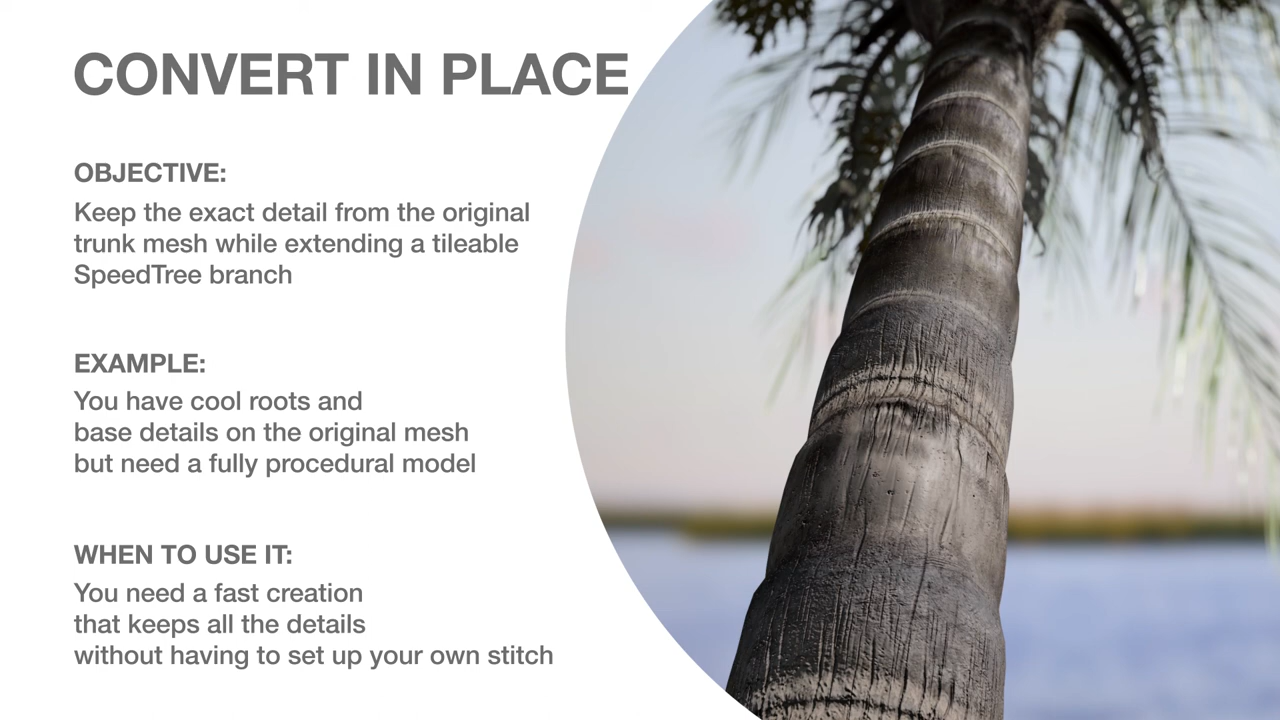 CONVERT IN PLACE
OBJECTIVE:
Keep the exact detail from the original
trunk mesh while extending a tileable
SpeedTree branch
EXAMPLE:
You have cool roots and
base details on the original mesh
but need a fully procedural model
WHEN TO USE IT:
You need a fast creation
that keeps all the details
without having to set up your own stitch